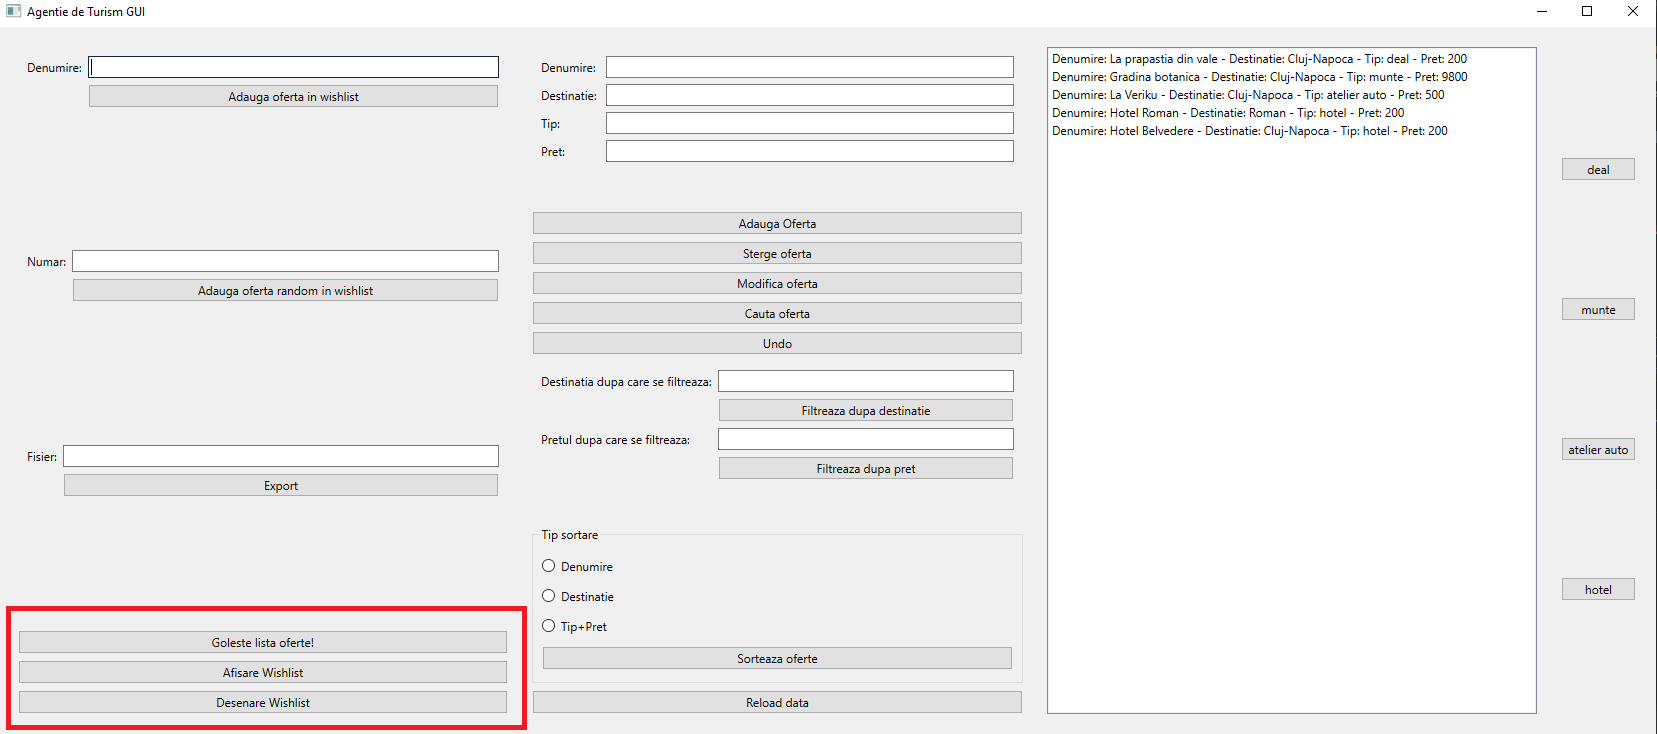 Agentie de Turism GUI
Denumire:
Adauga oferta in wishlist
Numar:
Adauga oferta random in wishlist
Fisier:
Export
Goleste lista oferte!
Afisare Wishlist
Desenare Wishlist
Denumire:
Destinatie:
Tip:
Pret:
Adauga Oferta
Sterge oferta
Modifica oferta
Cauta oferta
Undo
Destinatia dupa care se filtreaza:
Filtreaza dupa destinatie
Pretul dupa care se filtreaza:
Filtreaza dupa pret
Tip sortare
Denumire
Destinatie
Tip+Pret
Sorteaza oferte
Reload data
Denumire: La prapastia din vale - Destinatie: Cluj-Napoca - Tip: deal - Pret: 200
Denumire: Gradina botanica - Destinatie: Cluj-Napoca - Tip: munte - Pret: 9800
Denumire: La Veriku - Destinatie: Cluj-Napoca - Tip: atelier auto - Pret: 500
Denumire: Hotel Roman - Destinatie: Roman - Tip: hotel - Pret: 200
Denumire: Hotel Belvedere - Destinatie: Cluj-Napoca - Tip: hotel - Pret: 200
deal
munte
atelier auto
hotel